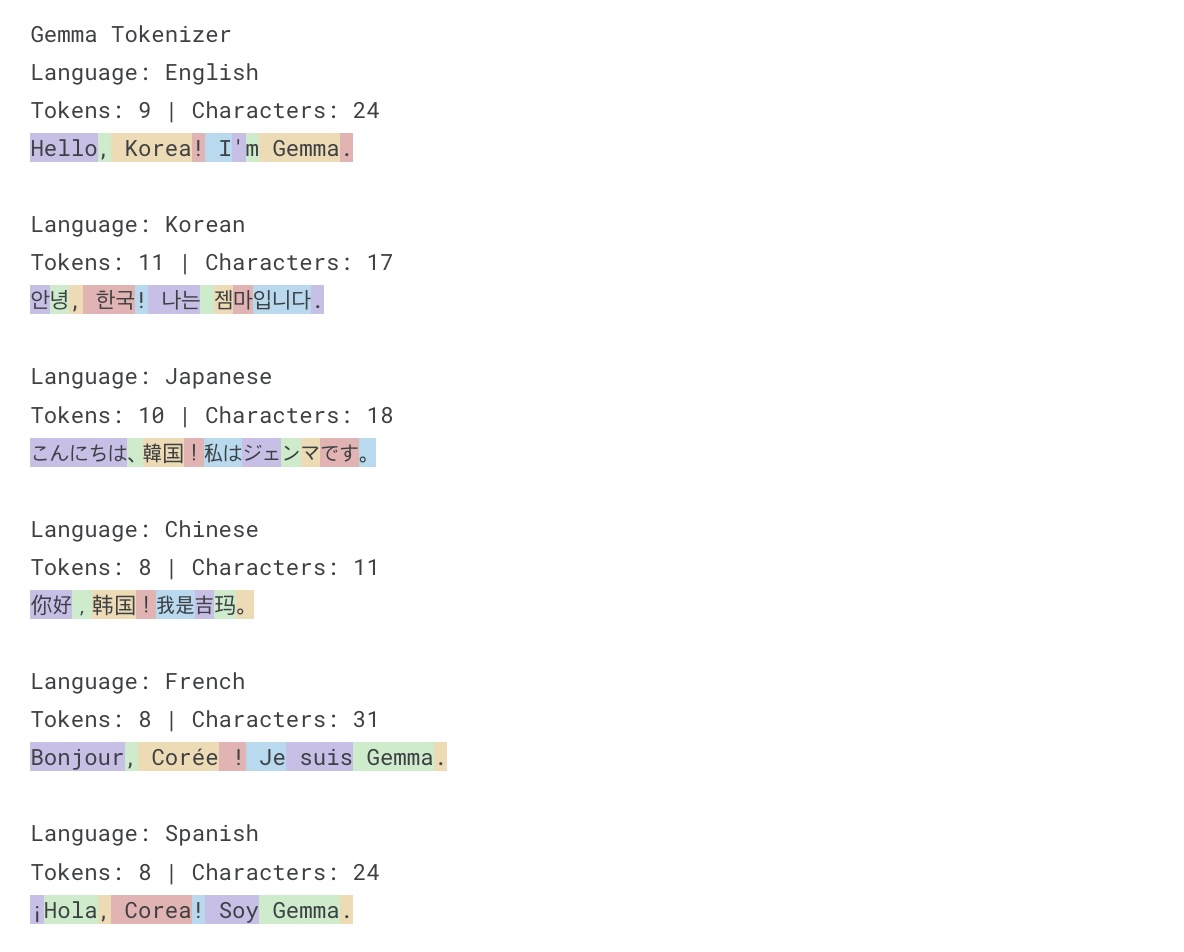 Gemma Tokenizer
Language: English
Tokens: 9 | Characters: 24
Hello, Korea! I'm Gemma.
Language: Korean
Tokens: 11 | Characters: 17
안녕, 한국! 나는 젬마입니다.
Language: Japanese
Tokens: 10 | Characters: 18
こんにちは、韓国！私はジェンマです。
Language: Chinese
Tokens: 8 | Characters: 11
你好，韩国！我是吉玛。
Language: French
Tokens: 8 | Characters: 31
Bonjour, Corée ! Je suis Gemma.
Language: Spanish
Tokens: 8 | Characters: 24
¡Hola, Corea! Soy Gemma.